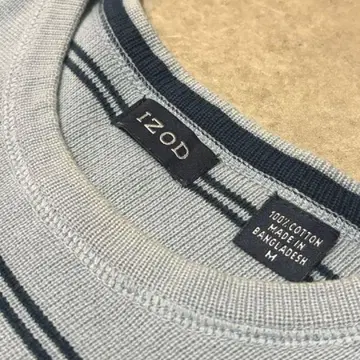 IZOD
100% COTTON
MADE IN
BANGLADESH
M